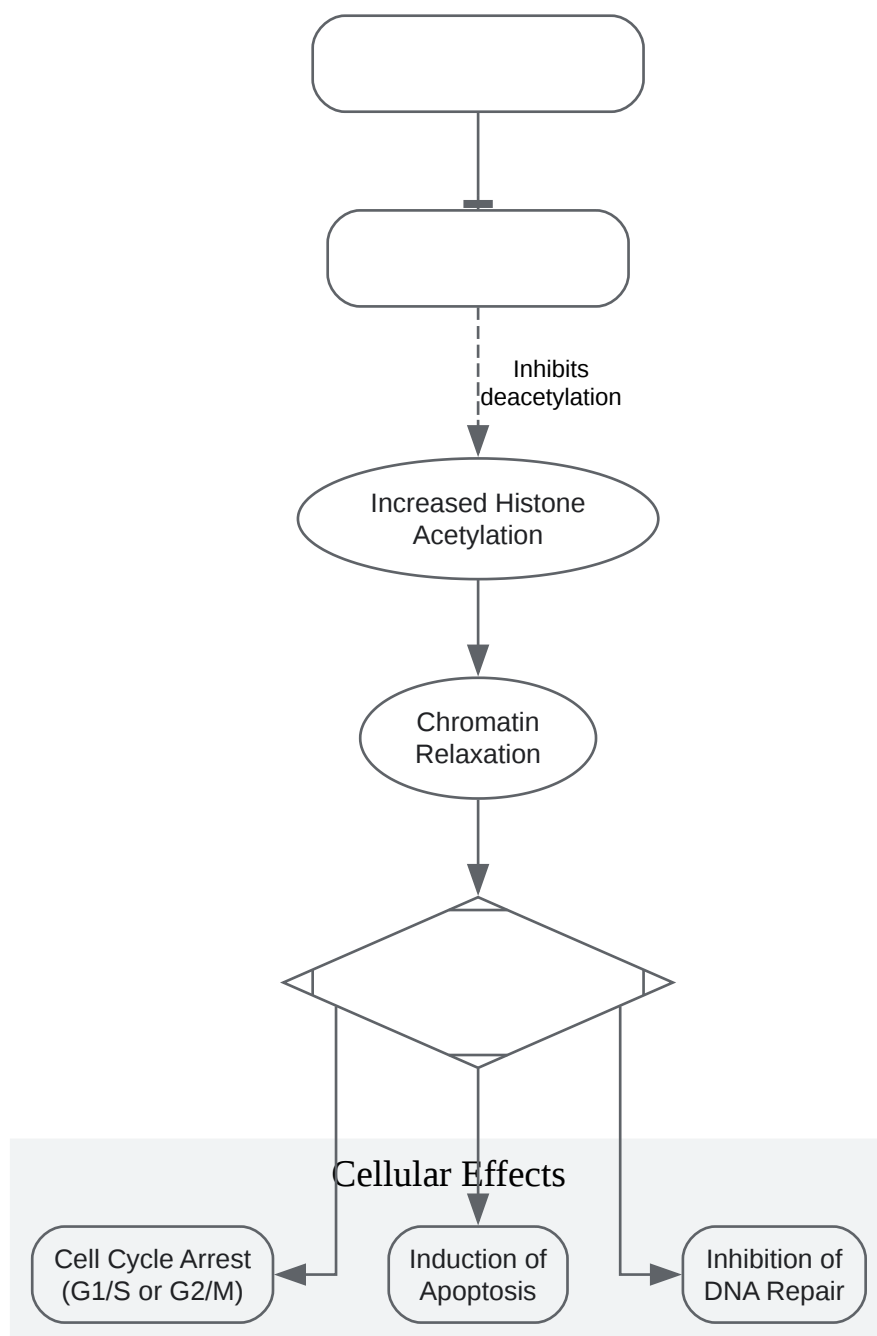 Inhibits
deacetylation
Increased Histone
Acetylation
Chromatin
Relaxation
Cellular Effects
Cell Cycle Arrest
(G1/S or G2/M)
Induction of
Apoptosis
Inhibition of
DNA Repair